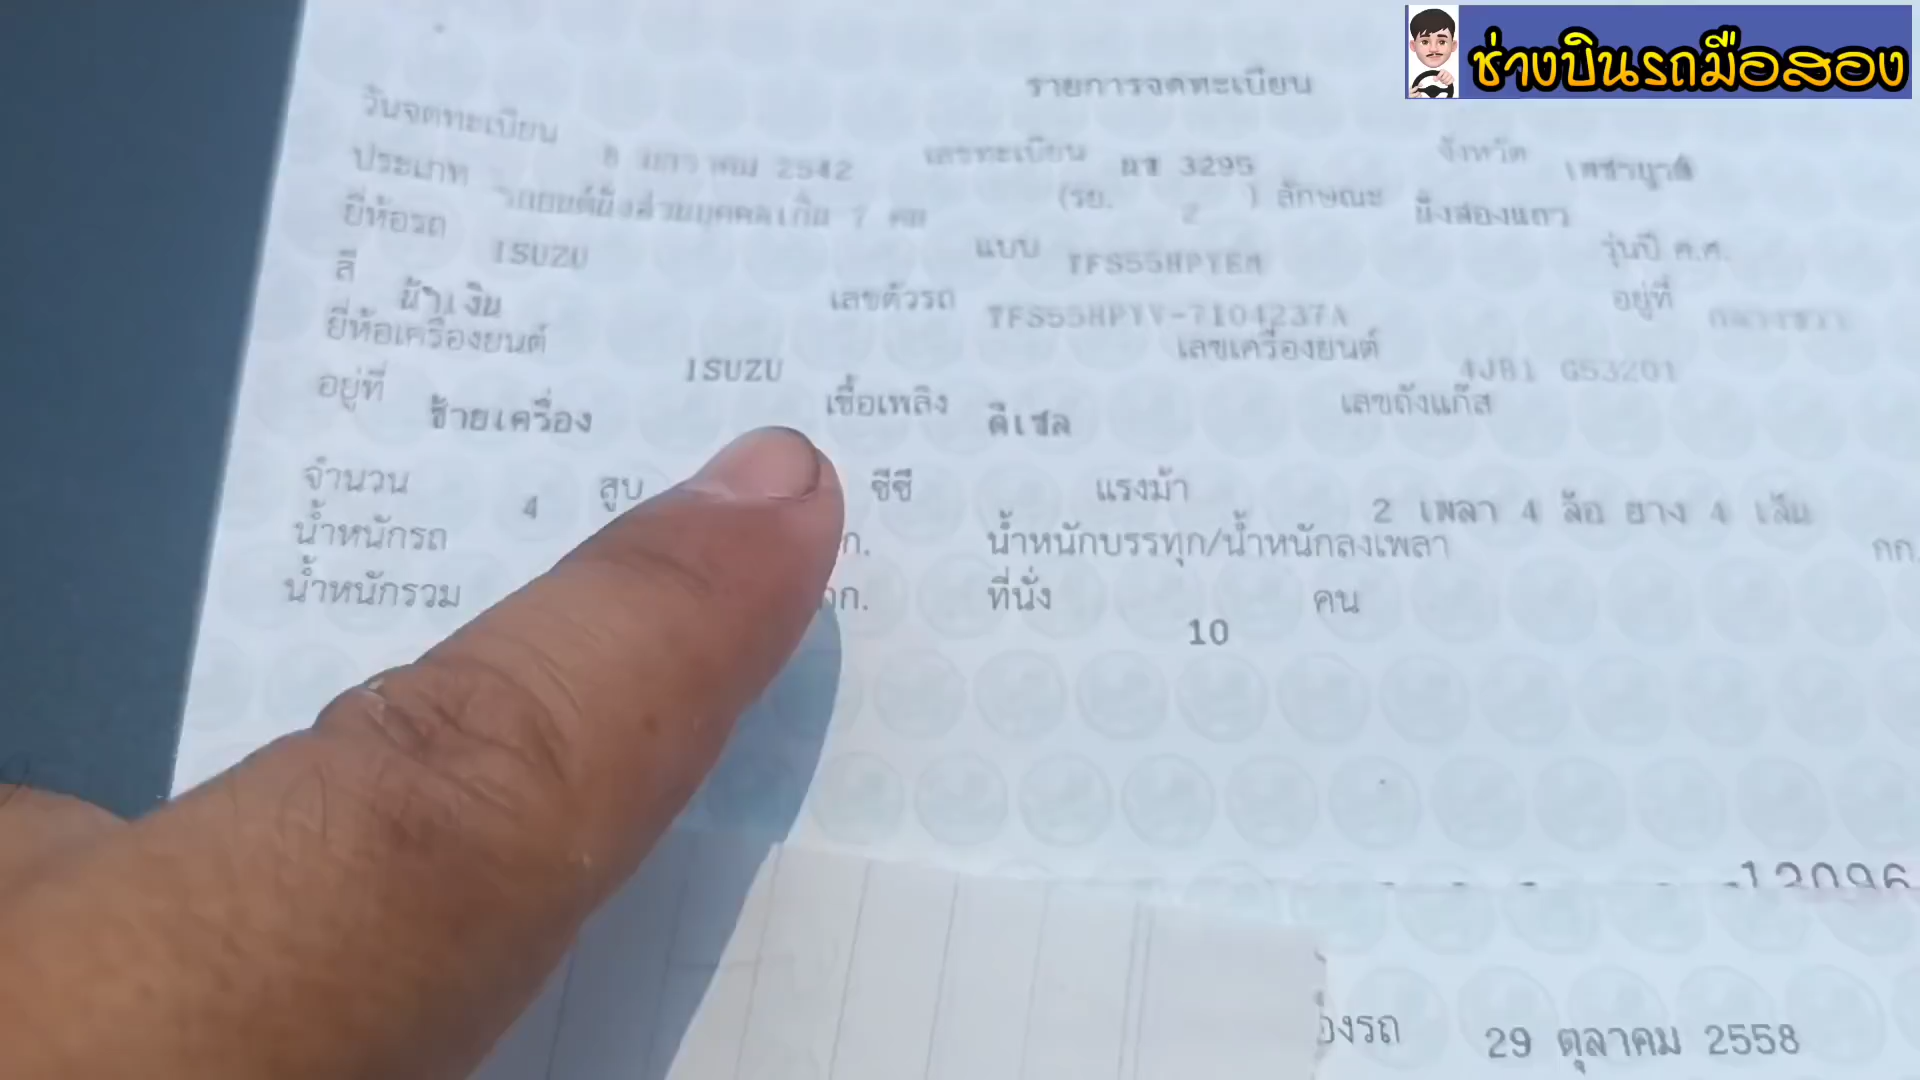 ช่างปินรถมือสอง
รายการจดทะเบียน
วันจดทะเบียน 8 มกราคม 2542 เลขทะเบียน 3295 จังหวัด เพชรบูรณ์
ประเภท รถยนต์นั่งส่วนบุคคลเกิน 7 คน (รย. 2 ) ลักษณะ นั่งสองแถว
ยี่ห้อรถ ISUZU แบบ TFS55HPYEM รุ่นปี ค.ศ.
สี น้ำเงิน เลขตัวรถ TFS55HPYV-7104237A อยู่ที่
ยี่ห้อเครื่องยนต์ ISUZU เลขเครื่องยนต์ 4JB1 G53201
อยู่ที่ ซ้ายเครื่อง เชื้อเพลิง ดีเซล เลขถังแก๊ส
จำนวน 4 สูบ ซีซี แรงม้า 2 เพลา 4 ล้อ ยาง 4 เส้น
น้ำหนักรถ กก. น้ำหนักบรรทุก/น้ำหนักลงเพลา กก.
น้ำหนักรวม กก. ที่นั่ง 10 คน
29 ตุลาคม 2558